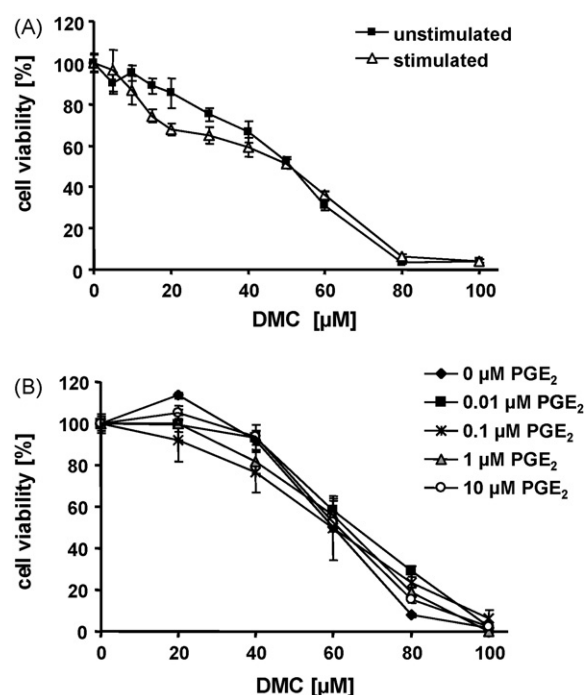 (A)
unstimulated
stimulated
cell viability [%]
120
100
80
60
40
20
0
0 20 40 60 80 100
DMC [µM]
(B)
0 µM PGE₂
0.01 µM PGE₂
0.1 µM PGE₂
1 µM PGE₂
10 µM PGE₂
cell viability [%]
120
100
80
60
40
20
0
0 20 40 60 80 100
DMC [µM]